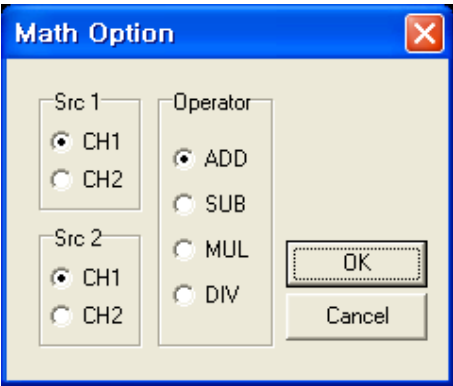 Math Option
Src 1
CH1
CH2
Src 2
CH1
CH2
Operator
ADD
SUB
MUL
DIV
OK
Cancel